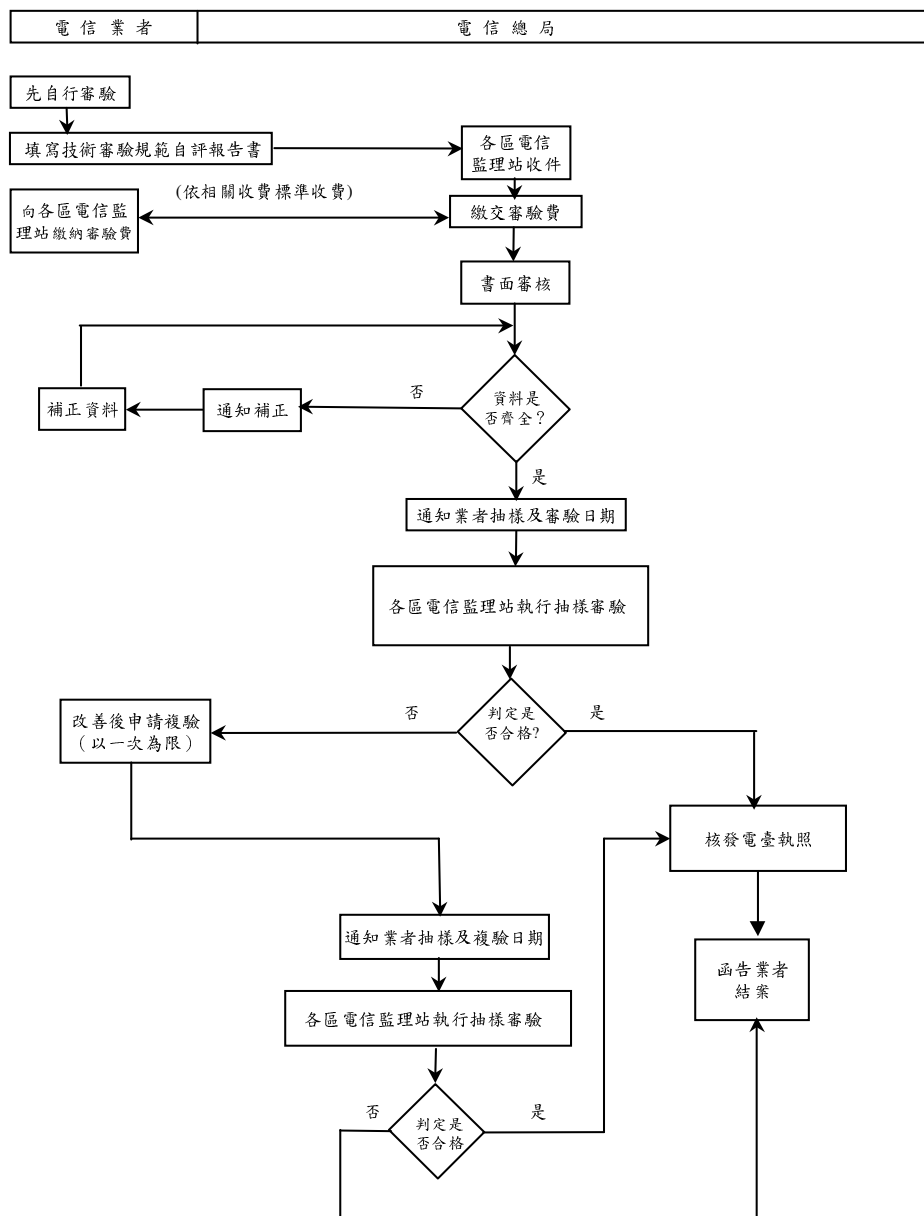 電信業者
電信總局
先自行審驗
填寫技術審驗規範自評報告書
各區電信
監理站收件
(依相關收費標準收費)
向各區電信監
理站繳納審驗費
繳交審驗費
書面審核
補正資料
通知補正
否
資料是
否齊全？
是
通知業者抽樣及審驗日期
各區電信監理站執行抽樣審驗
改善後申請複驗
（以一次為限）
否
判定是
否合格?
是
核發電臺執照
通知業者抽樣及複驗日期
函告業者
結案
各區電信監理站執行抽樣審驗
否
判定是
否合格
是